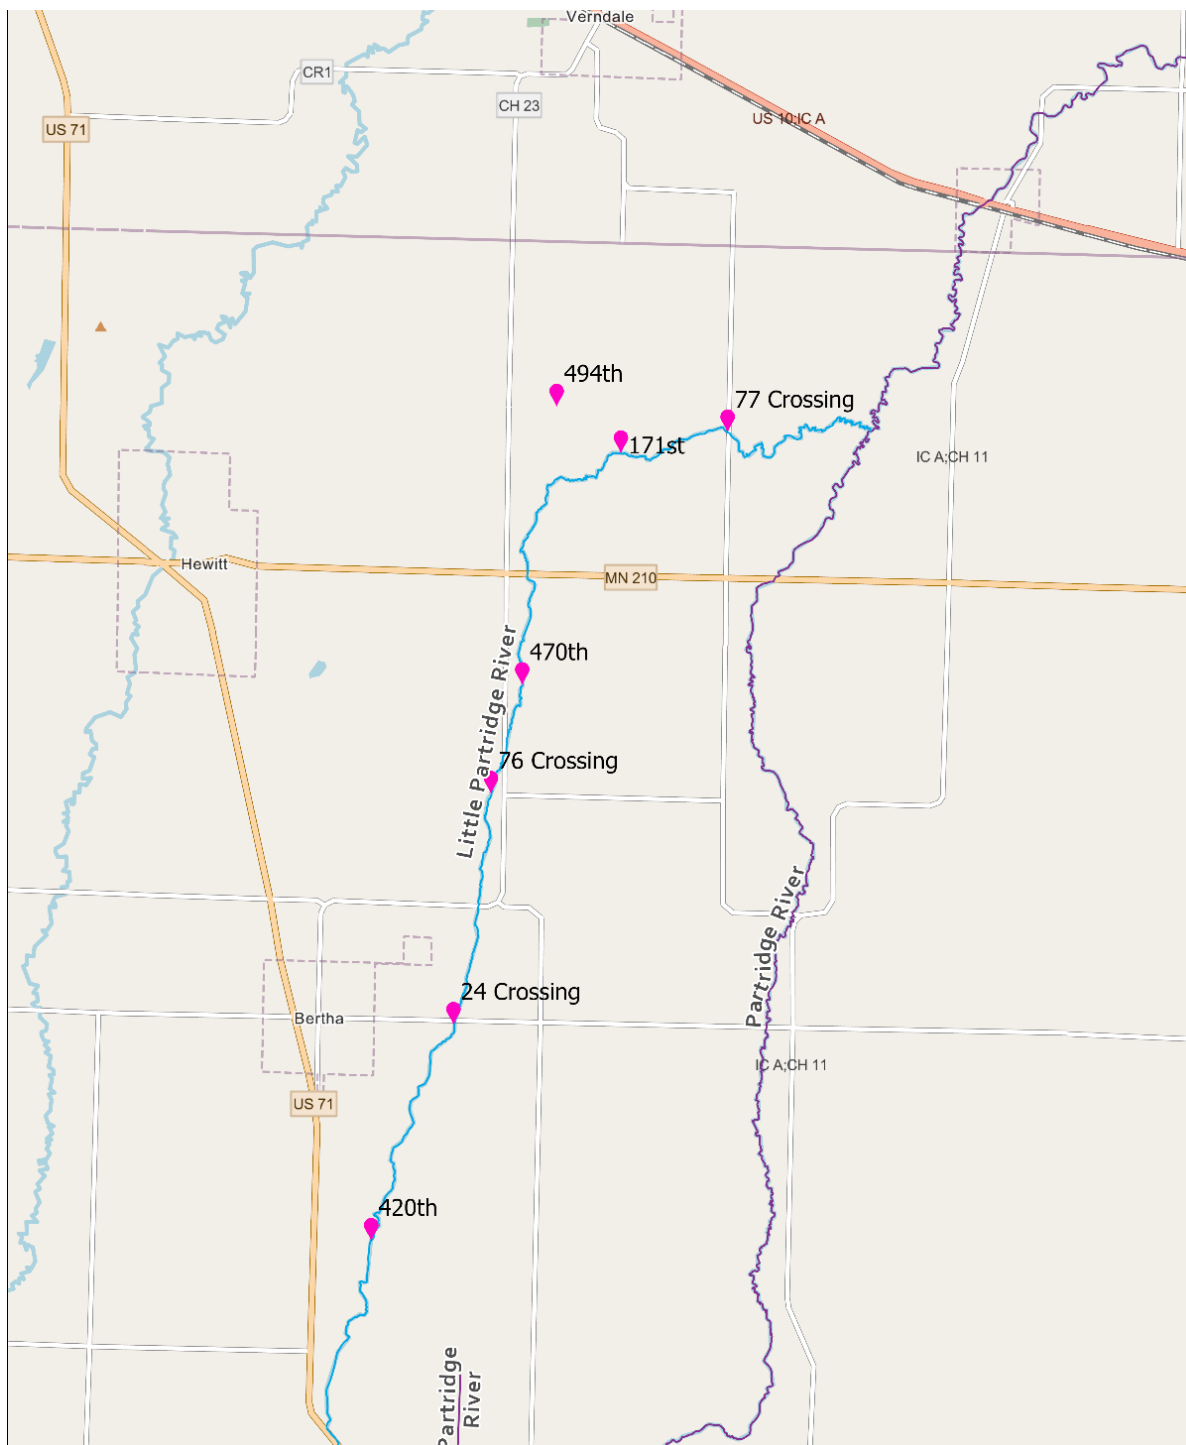 Verndale
CR1
CH 23
US 71
US 10;IC A
494th
77 Crossing
171st
IC A;CH 11
Hewitt
MN 210
470th
Little Partridge River
76 Crossing
Partridge River
24 Crossing
Bertha
IC A;CH 11
US 71
420th
Partridge
River